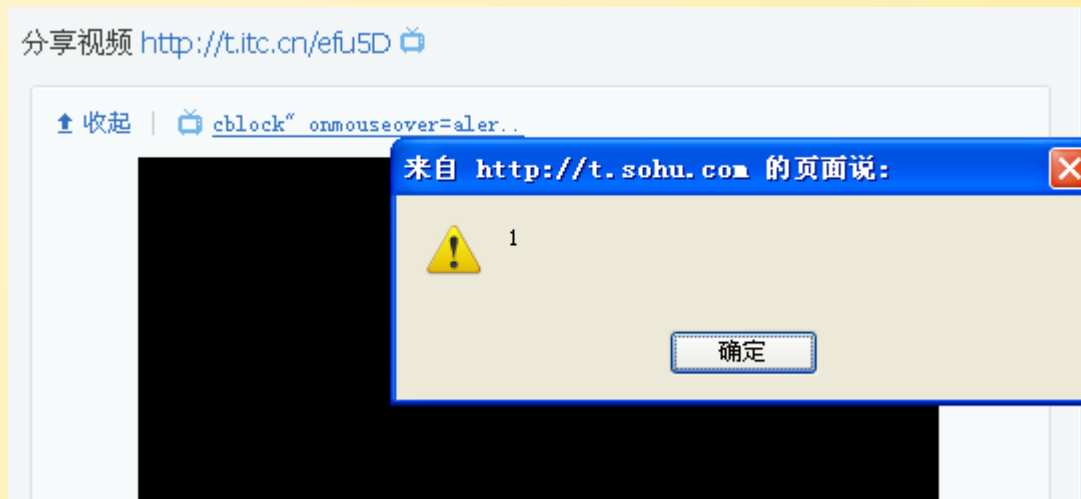 分享视频 http://t.itc.cn/efu5D
收起 | cblock“ onmouseover=aler..
来自 http://t.sohu.com 的页面说:
1
确定